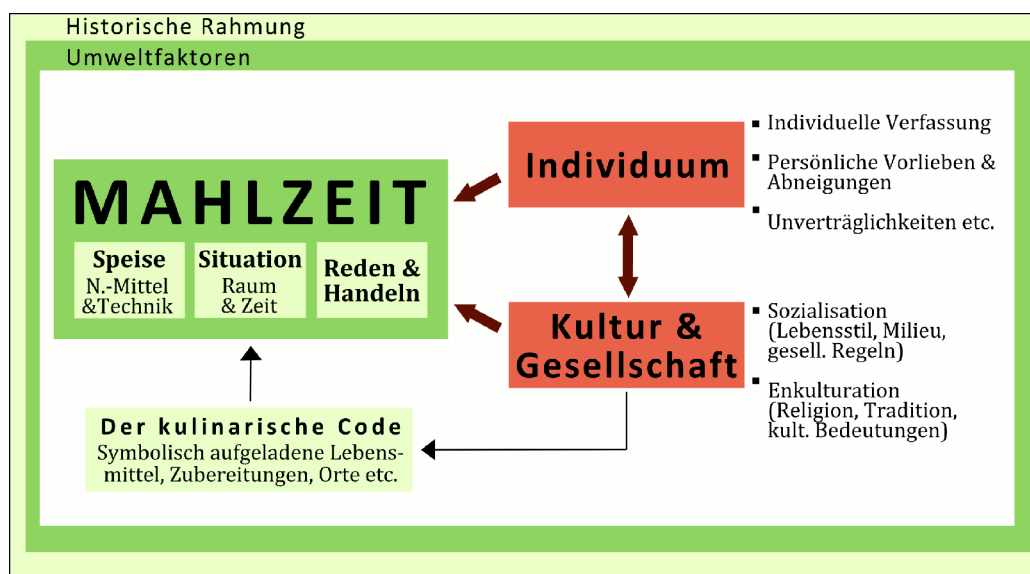 Historische Rahmung
Umweltfaktoren
MAHLZEIT
Speise
N.-Mittel
&Technik
Situation
Raum
& Zeit
Reden &
Handeln
Individuum
▪ Individuelle Verfassung
▪ Persönliche Vorlieben &
Abneigungen
▪ Unverträglichkeiten etc.
Kultur &
Gesellschaft
▪ Sozialisation
(Lebensstil, Milieu,
gesell. Regeln)
▪ Enkulturation
(Religion, Tradition,
kult. Bedeutungen)
Der kulinarische Code
Symbolisch aufgeladene Lebens-
mittel, Zubereitungen, Orte etc.